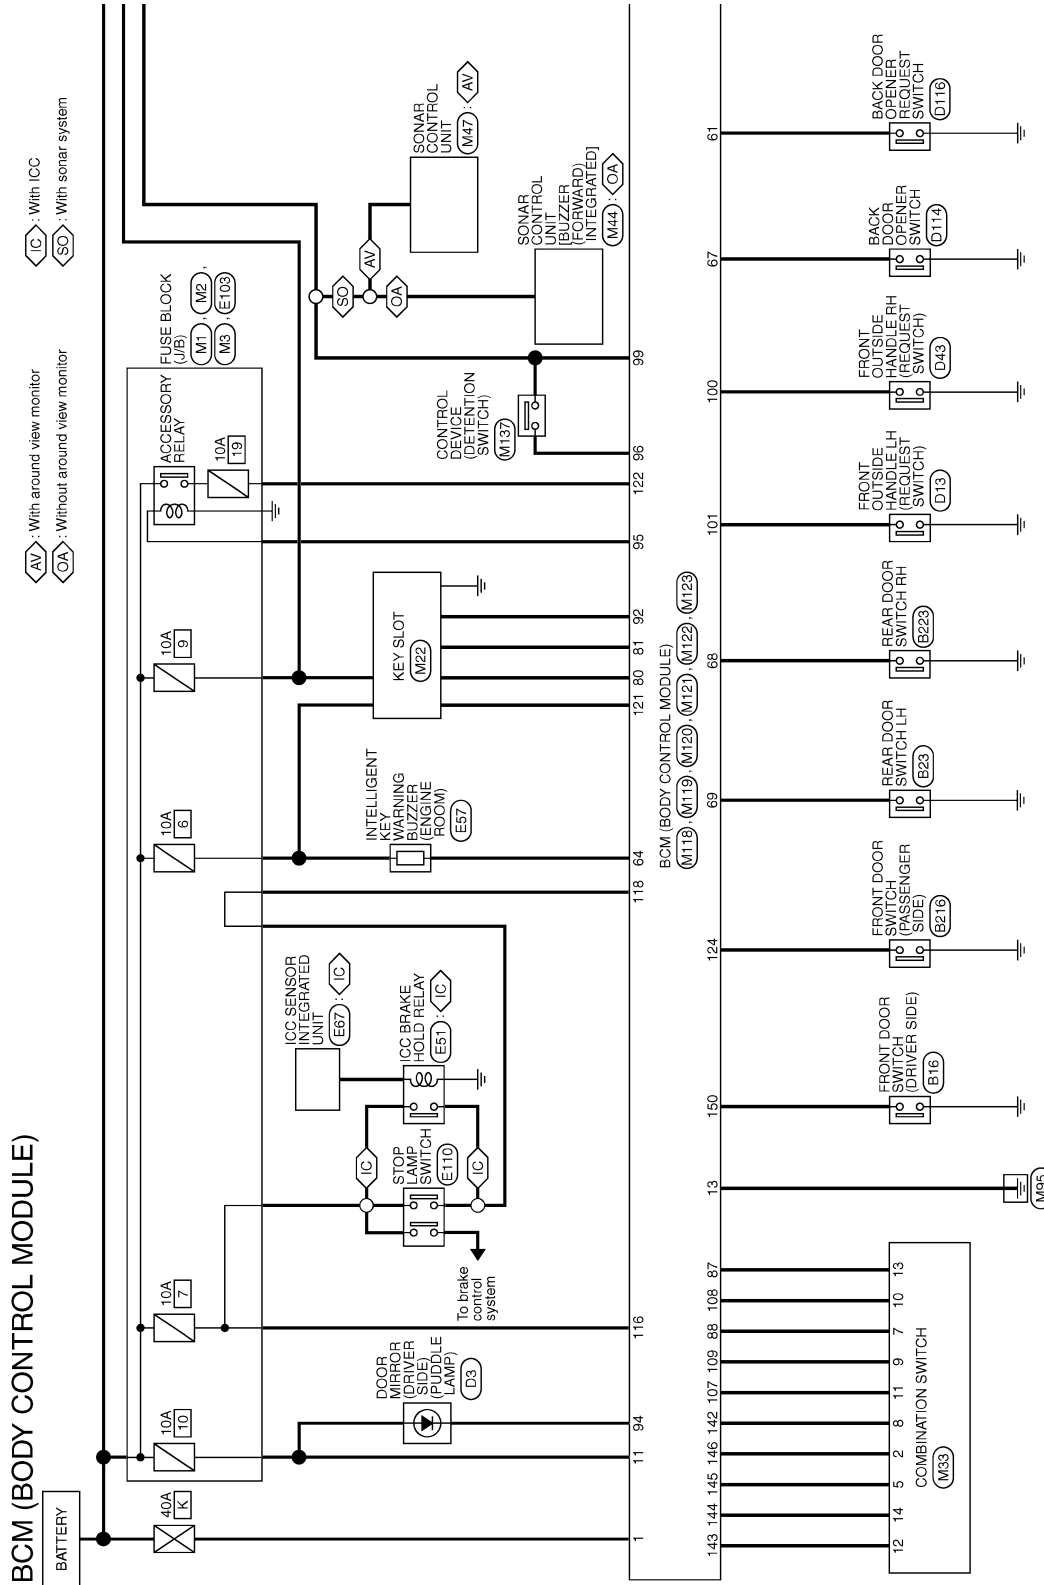 BCM (BODY CONTROL MODULE)
AV : With around view monitor
OA : Without around view monitor
IC : With ICC
SO : With sonar system
BATTERY
40A
K
10A
10
10A
7
10A
6
10A
9
ACCESSORY
RELAY
10A
19
FUSE BLOCK
(J/B)
M1 , M2 ,
M3 , E103
DOOR
MIRROR
(DRIVER
SIDE)
(PUDDLE
LAMP)
D3
To brake
control
system
STOP
LAMP
SWITCH
E110
IC
IC
ICC SENSOR
INTEGRATED
UNIT
E67 : IC
ICC BRAKE
HOLD RELAY
E51 : IC
INTELLIGENT
KEY
WARNING
BUZZER
(ENGINE
ROOM)
E57
KEY SLOT
M22
CONTROL
DEVICE
(DETENTION
SWITCH)
M137
SO
AV
OA
SONAR
CONTROL
UNIT
M47 : AV
SONAR
CONTROL
UNIT
[BUZZER
(FORWARD)
INTEGRATED]
M44 : OA
1
11
94
116
118
64
121
80
81
92
95
122
96
99
BCM (BODY CONTROL MODULE)
M118 , M119 , M120 , M121 , M122 , M123
143
144
145
146
142
107
109
88
108
87
13
150
124
69
68
101
100
67
61
12
14
5
2
8
11
9
7
10
13
COMBINATION SWITCH
M33
M95
FRONT DOOR
SWITCH
(DRIVER SIDE)
B16
FRONT DOOR
SWITCH
(PASSENGER
SIDE)
B216
REAR DOOR
SWITCH LH
B23
REAR DOOR
SWITCH RH
B223
FRONT
OUTSIDE
HANDLE LH
(REQUEST
SWITCH)
D13
FRONT
OUTSIDE
HANDLE RH
(REQUEST
SWITCH)
D43
BACK
DOOR
OPENER
SWITCH
D114
BACK DOOR
OPENER
REQUEST
SWITCH
D116